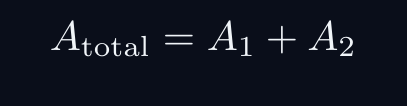 A_total = A_1 + A_2